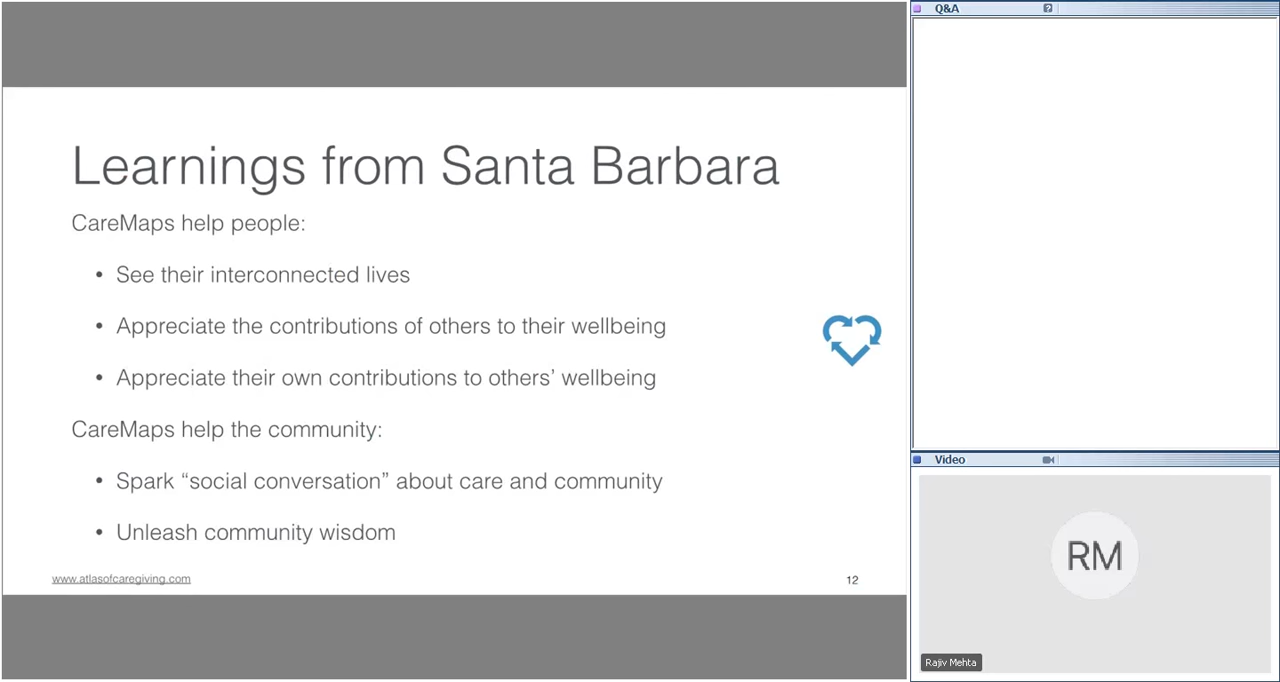 Learnings from Santa Barbara
CareMaps help people:
• See their interconnected lives
• Appreciate the contributions of others to their wellbeing
• Appreciate their own contributions to others’ wellbeing
CareMaps help the community:
• Spark “social conversation” about care and community
• Unleash community wisdom
www.atlasofcaregiving.com
12
Q&A
?
Video
RM
Rajiv Mehta